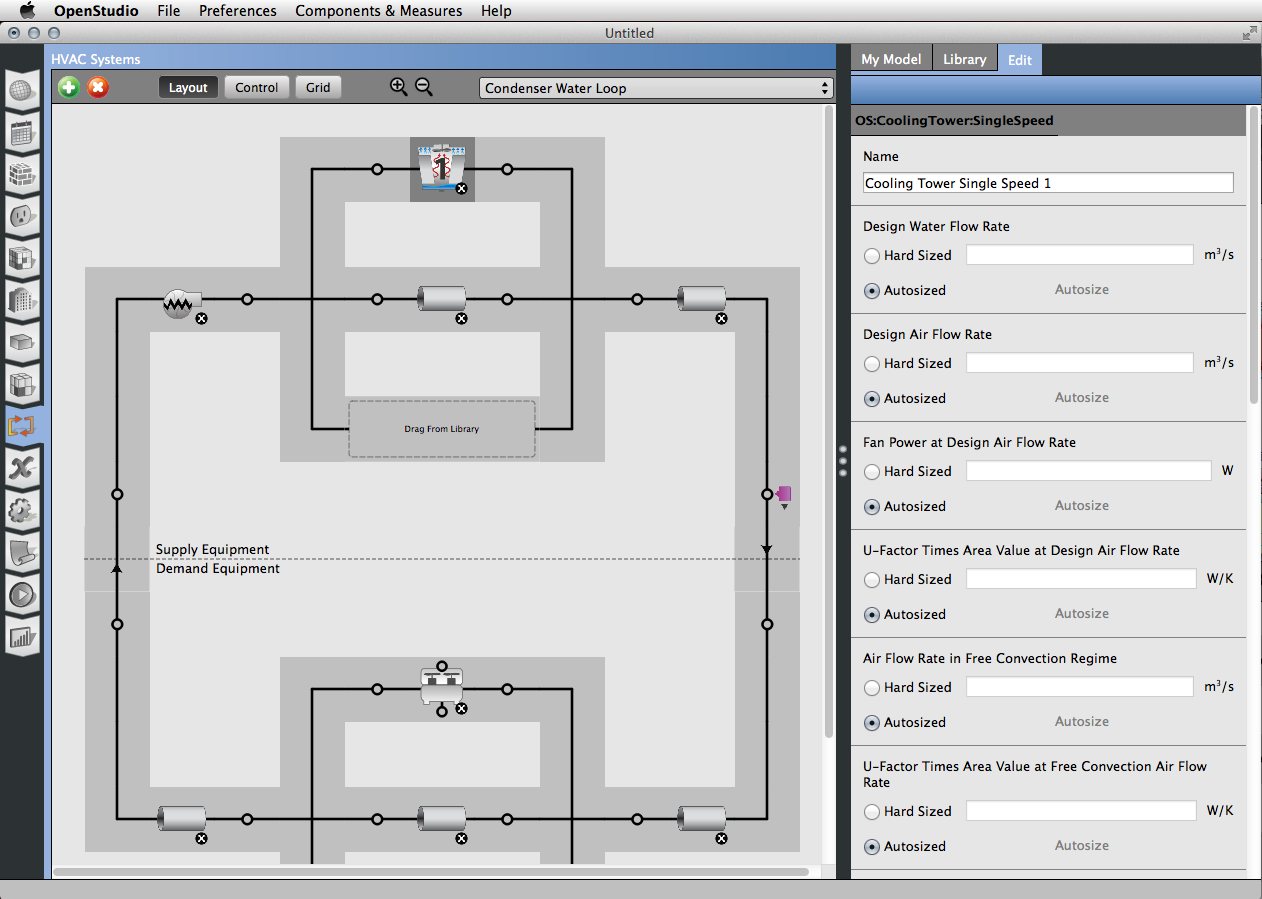 OpenStudio File Preferences Components & Measures Help
Untitled
HVAC Systems
My Model Library Edit
Layout Control Grid Condenser Water Loop
OS:CoolingTower:SingleSpeed
Name
Cooling Tower Single Speed 1
Design Water Flow Rate
Hard Sized m³/s
Autosized Autosize
Design Air Flow Rate
Hard Sized m³/s
Autosized Autosize
Fan Power at Design Air Flow Rate
Hard Sized W
Autosized Autosize
U-Factor Times Area Value at Design Air Flow Rate
Hard Sized W/K
Autosized Autosize
Air Flow Rate in Free Convection Regime
Hard Sized m³/s
Autosized Autosize
U-Factor Times Area Value at Free Convection Air Flow
Rate
Hard Sized W/K
Autosized Autosize
1
Drag From Library
Supply Equipment
Demand Equipment